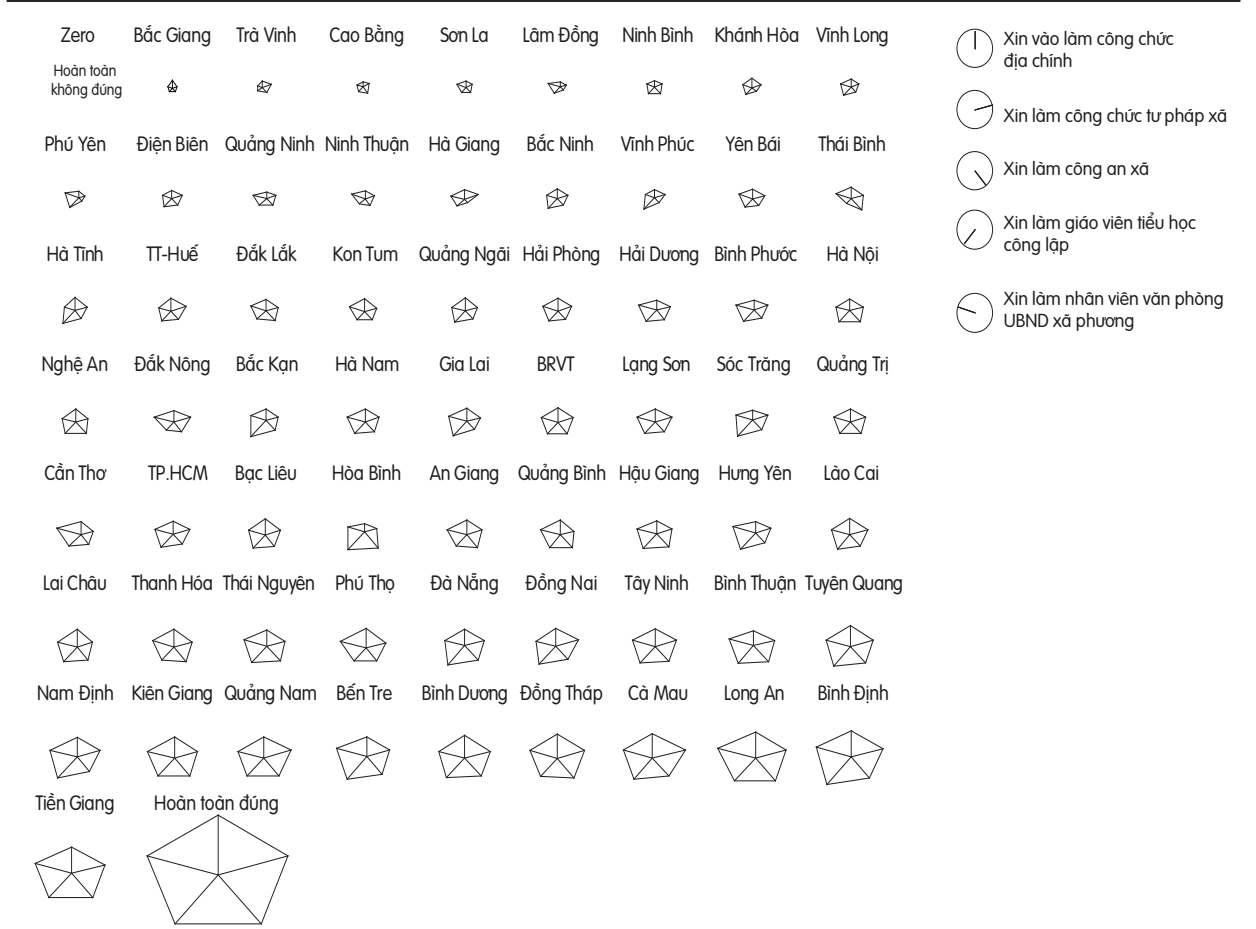 Zero Bắc Giang Trà Vinh Cao Bằng Sơn La Lâm Đồng Ninh Bình Khánh Hòa Vĩnh Long
Hoàn toàn
không đúng
Phú Yên Điện Biên Quảng Ninh Ninh Thuận Hà Giang Bắc Ninh Vĩnh Phúc Yên Bái Thái Bình
Hà Tĩnh TT-Huế Đắk Lắk Kon Tum Quảng Ngãi Hải Phòng Hải Dương Bình Phước Hà Nội
Nghệ An Đắk Nông Bắc Kạn Hà Nam Gia Lai BRVT Lạng Sơn Sóc Trăng Quảng Trị
Cần Thơ TP.HCM Bạc Liêu Hòa Bình An Giang Quảng Bình Hậu Giang Hưng Yên Lào Cai
Lai Châu Thanh Hóa Thái Nguyên Phú Thọ Đà Nẵng Đồng Nai Tây Ninh Bình Thuận Tuyên Quang
Nam Định Kiên Giang Quảng Nam Bến Tre Bình Dương Đồng Tháp Cà Mau Long An Bình Định
Tiền Giang Hoàn toàn đúng
Xin vào làm công chức
địa chính
Xin làm công chức tư pháp xã
Xin làm công an xã
Xin làm giáo viên tiểu học
công lập
Xin làm nhân viên văn phòng
UBND xã phương